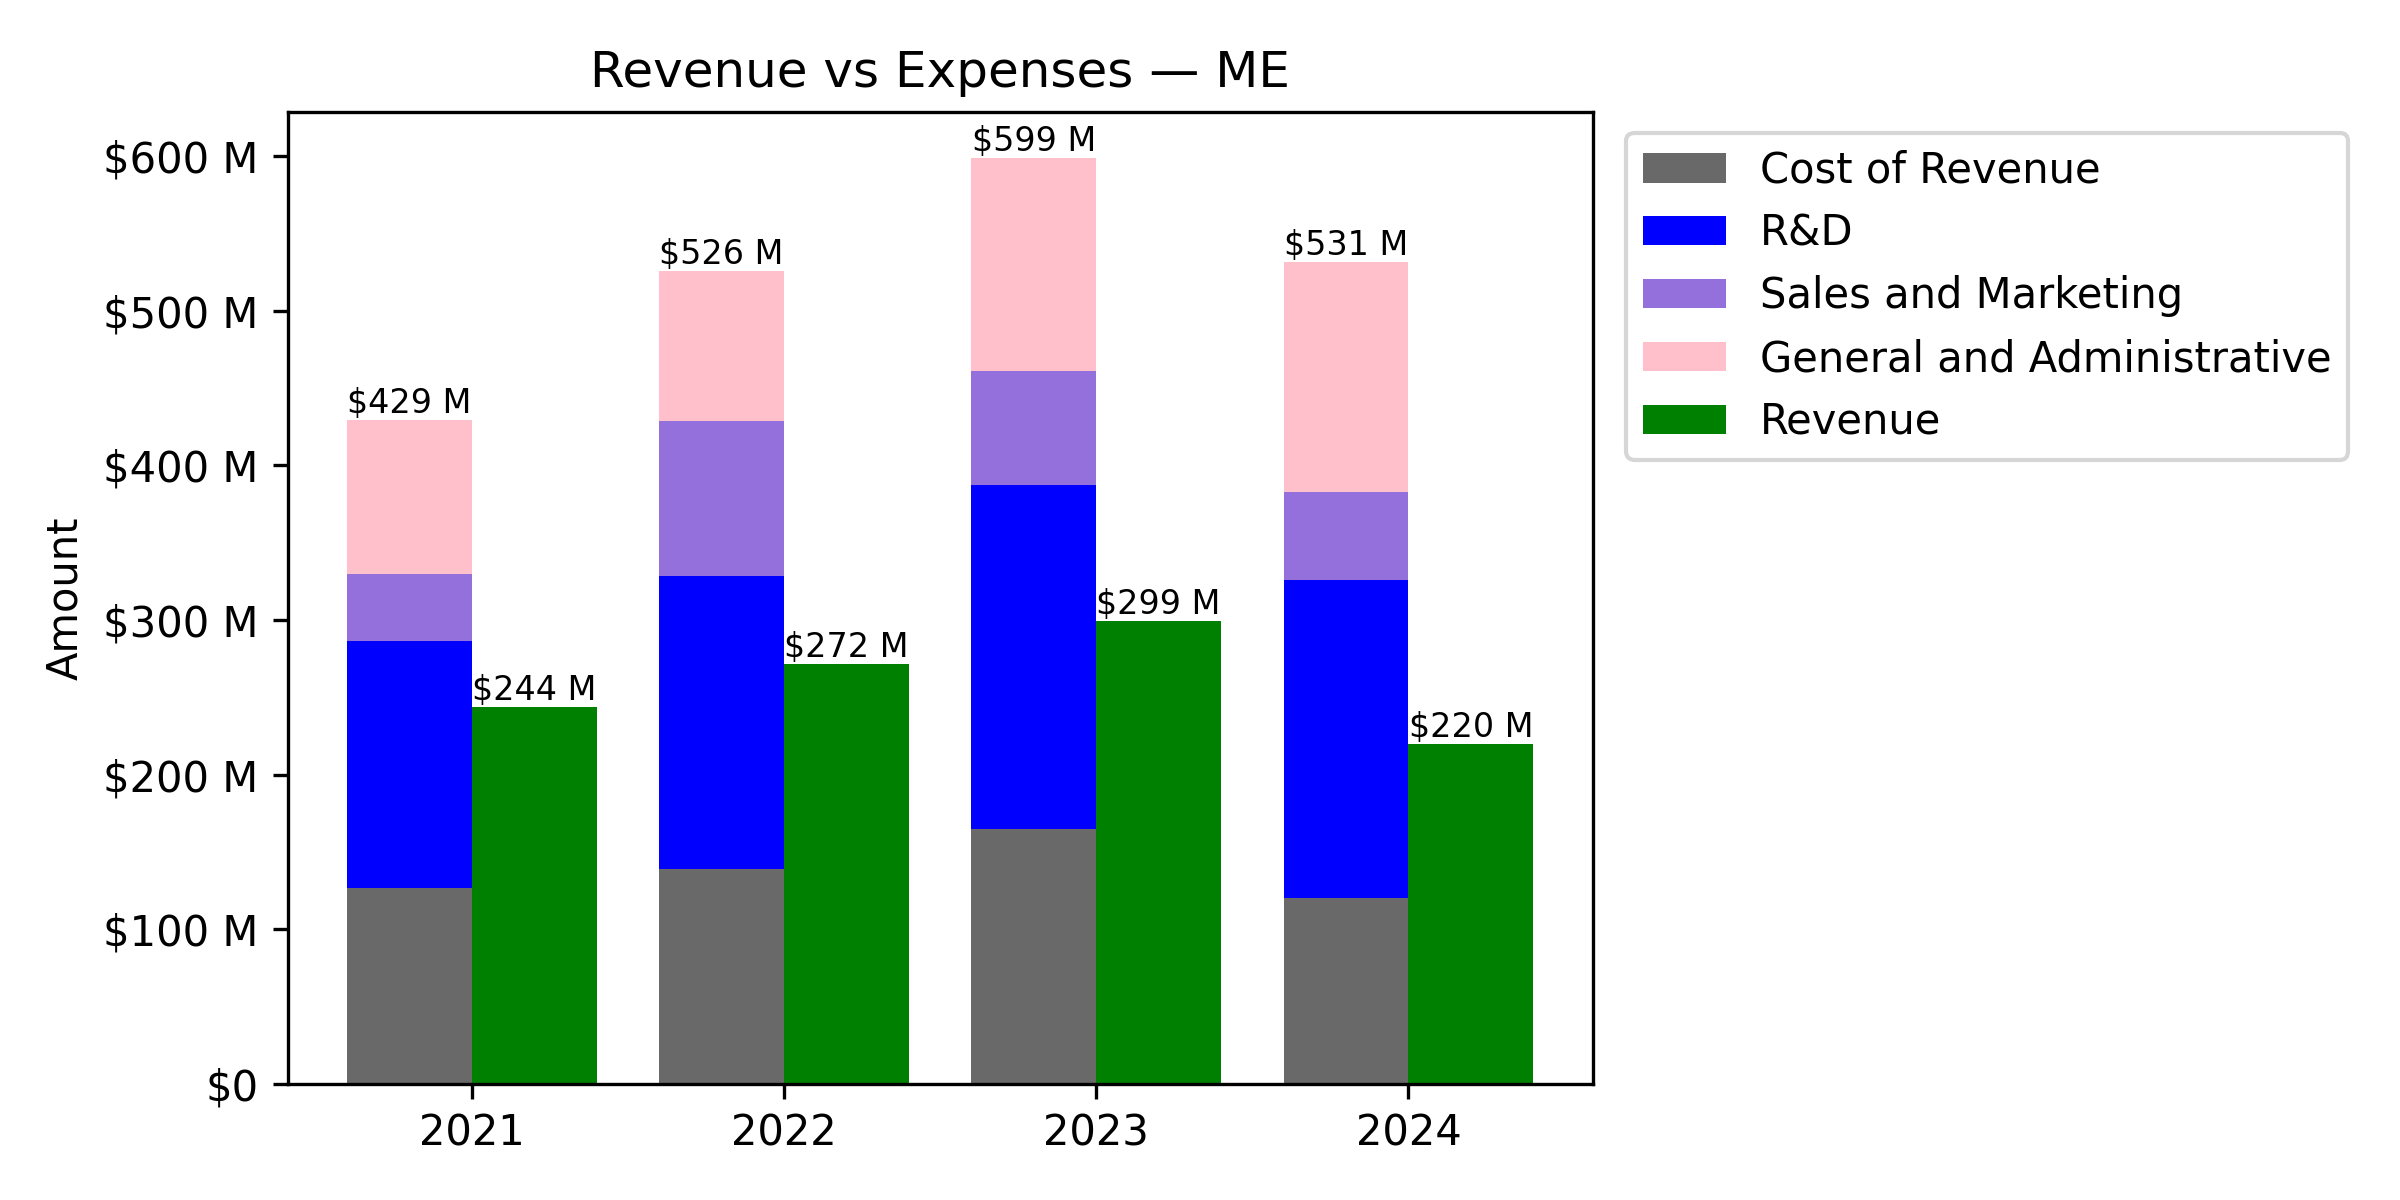 Revenue vs Expenses — ME
Amount
$600 M
$500 M
$400 M
$300 M
$200 M
$100 M
$0
$429 M
$244 M
$526 M
$272 M
$599 M
$299 M
$531 M
$220 M
2021
2022
2023
2024
Cost of Revenue
R&D
Sales and Marketing
General and Administrative
Revenue